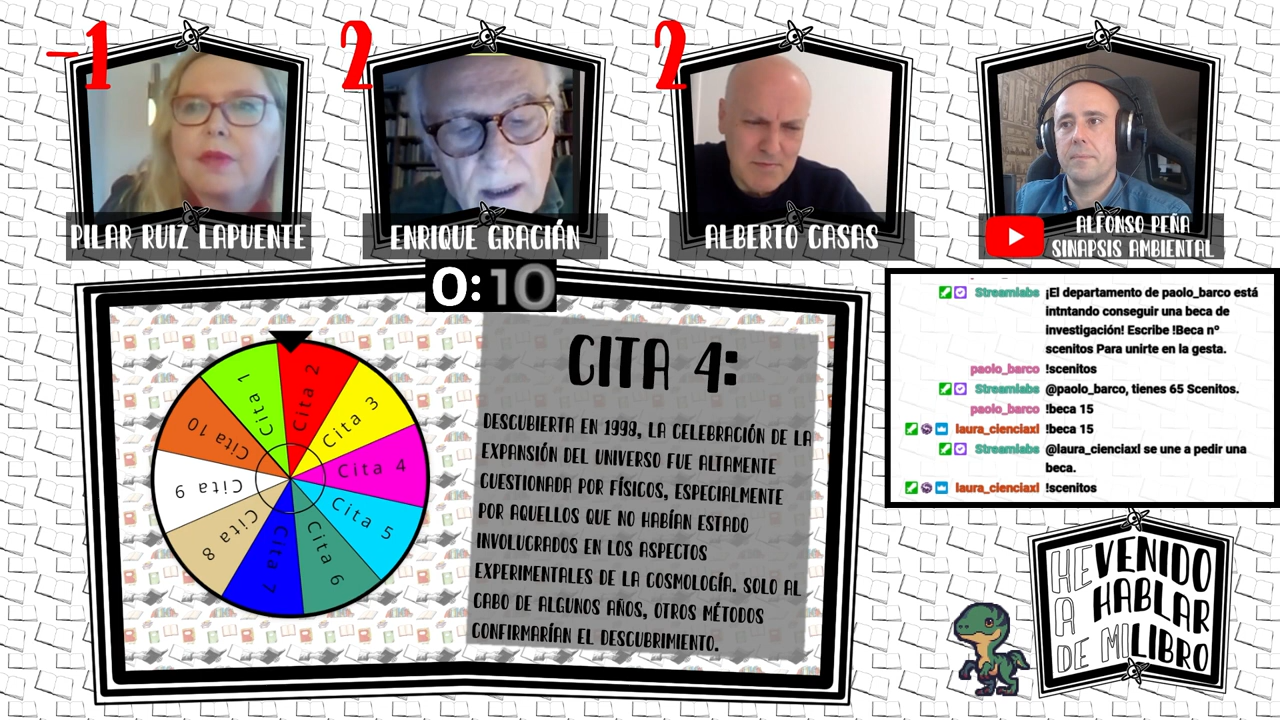 -1
2
2
PILAR RUIZ LAPUENTE
ENRIQUE GRACIÁN
ALBERTO CASAS
ALFONSO PEÑA
SINAPSIS AMBIENTAL
0:10
Cita 1
Cita 2
Cita 3
Cita 4
Cita 5
Cita 6
Cita 7
Cita 8
Cita 9
Cita 10
CITA 4:
DESCUBIERTA EN 1998, LA CELEBRACIÓN DE LA
EXPANSIÓN DEL UNIVERSO FUE ALTAMENTE
CUESTIONADA POR FÍSICOS, ESPECIALMENTE
POR AQUELLOS QUE NO HABÍAN ESTADO
INVOLUCRADOS EN LOS ASPECTOS
EXPERIMENTALES DE LA COSMOLOGÍA. SOLO AL
CABO DE ALGUNOS AÑOS, OTROS MÉTODOS
CONFIRMARÍAN EL DESCUBRIMIENTO.
Streamlabs ¡El departamento de paolo_barco está
intntando conseguir una beca de
investigación! Escribe !Beca nº
scenitos Para unirte en la gesta.
paolo_barco !scenitos
Streamlabs @paolo_barco, tienes 65 Scenitos.
paolo_barco !beca 15
laura_cienciaxl !beca 15
Streamlabs @laura_cienciaxl se une a pedir una
beca.
laura_cienciaxl !scenitos
HE VENIDO
A HABLAR
DE MI LIBRO